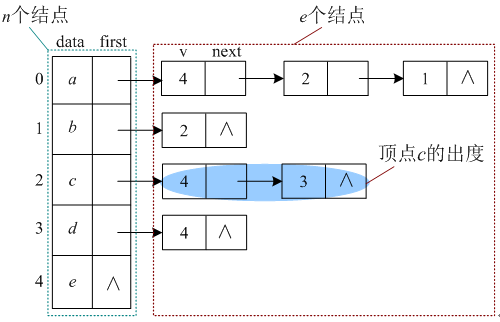 n个结点
e个结点
data first
v next
0 a 4 2 1 ∧
1 b 2 ∧
顶点c的出度
2 c 4 3 ∧
3 d 4 ∧
4 e ∧